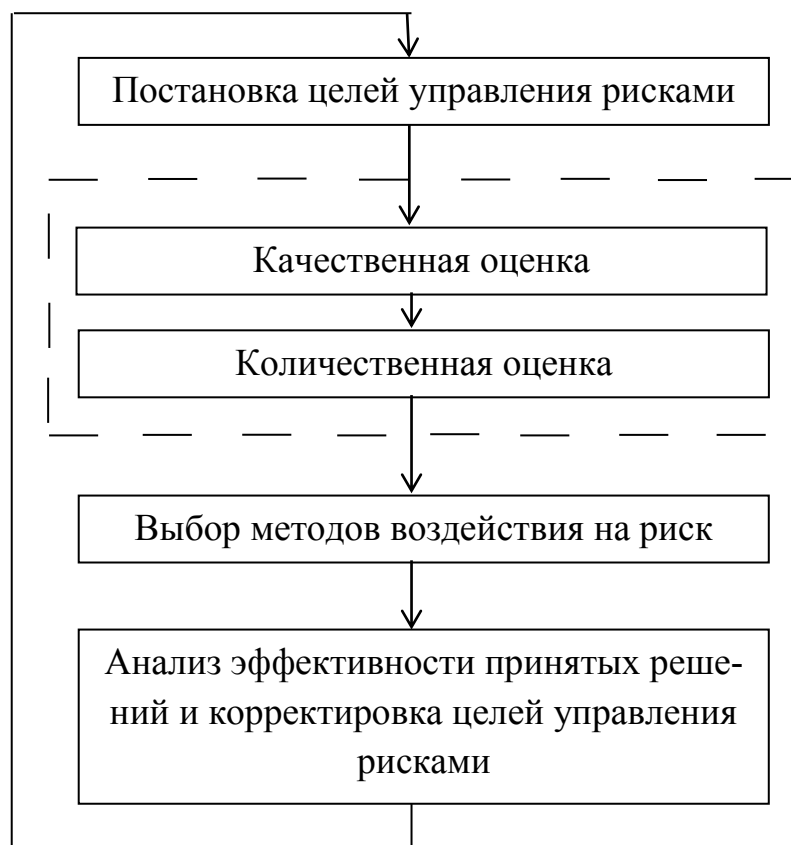 Постановка целей управления рисками
Качественная оценка
Количественная оценка
Выбор методов воздействия на риск
Анализ эффективности принятых реше-
ний и корректировка целей управления
рисками